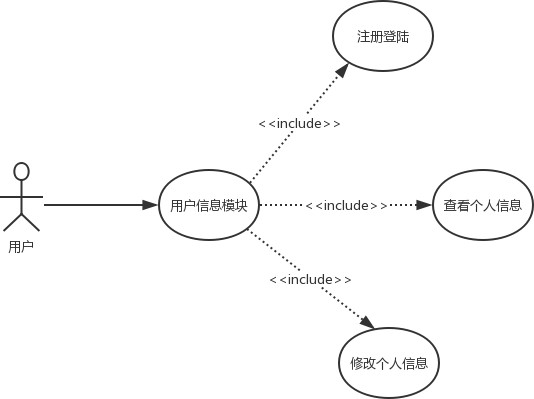 注册登陆
<<include>>
用户信息模块
<<include>>
查看个人信息
用户
<<include>>
修改个人信息